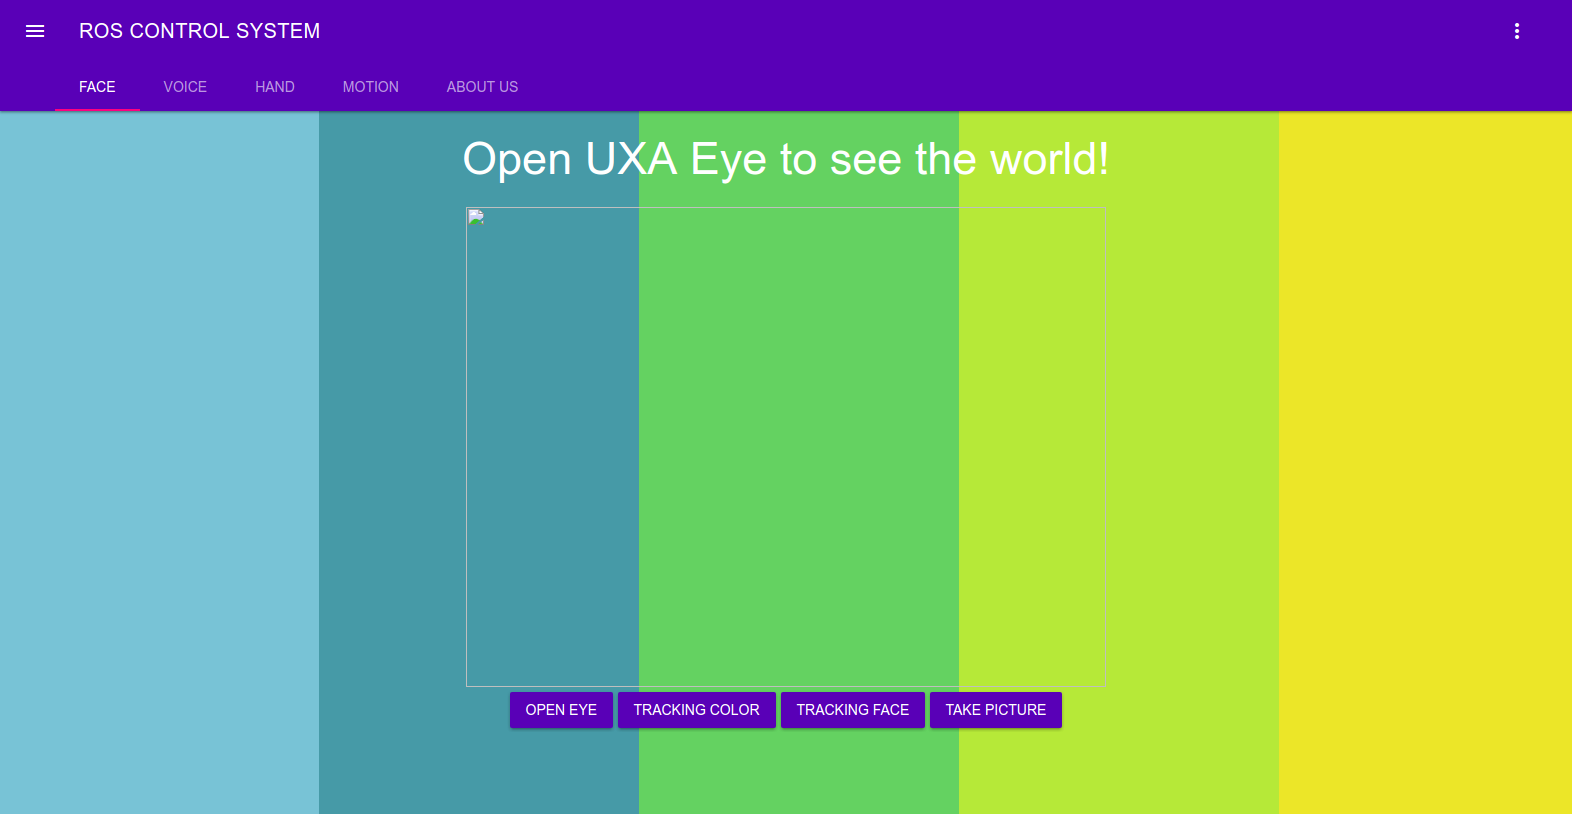 ROS CONTROL SYSTEM
FACE VOICE HAND MOTION ABOUT US
Open UXA Eye to see the world!
OPEN EYE TRACKING COLOR TRACKING FACE TAKE PICTURE